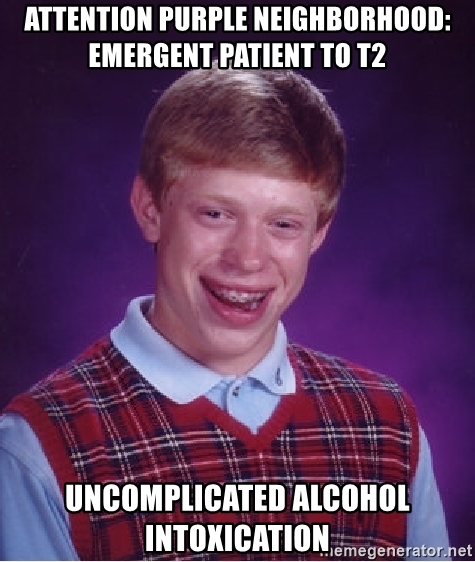 ATTENTION PURPLE NEIGHBORHOOD:
EMERGENT PATIENT TO T2
UNCOMPLICATED ALCOHOL
INTOXICATION
memegenerator.net